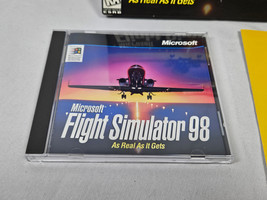 As Real As It Gets
Microsoft
Microsoft
Flight Simulator 98
As Real As It Gets